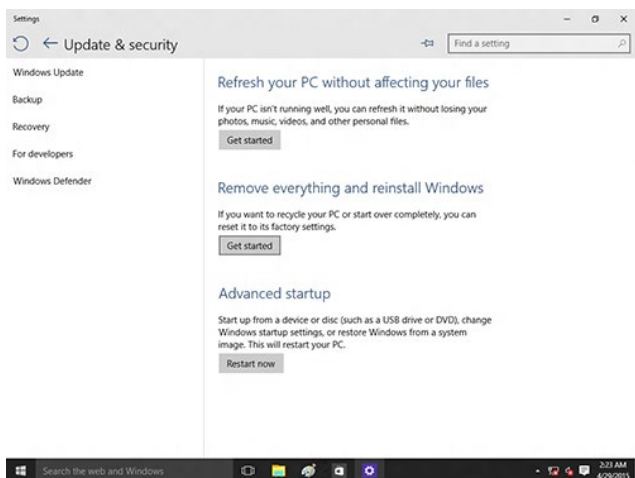 Settings
Update & security
Find a setting
Windows Update
Backup
Recovery
For developers
Windows Defender
Refresh your PC without affecting your files
If your PC isn't running well, you can refresh it without losing your
photos, music, videos, and other personal files.
Get started
Remove everything and reinstall Windows
If you want to recycle your PC or start over completely, you can
reset it to its factory settings.
Get started
Advanced startup
Start up from a device or disc (such as a USB drive or DVD), change
Windows startup settings, or restore Windows from a system
image. This will restart your PC.
Restart now
Search the web and Windows
2:23 AM
4/29/2015